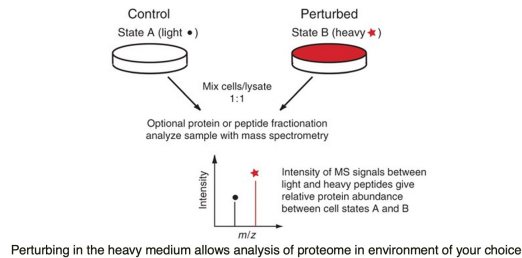 Control
Perturbed
State A (light ●)
State B (heavy ★)
Mix cells/lysate
1:1
Optional protein or peptide fractionation
analyze sample with mass spectrometry
Intensity
m/z
Intensity of MS signals between
light and heavy peptides give
relative protein abundance
between cell states A and B
Perturbing in the heavy medium allows analysis of proteome in environment of your choice